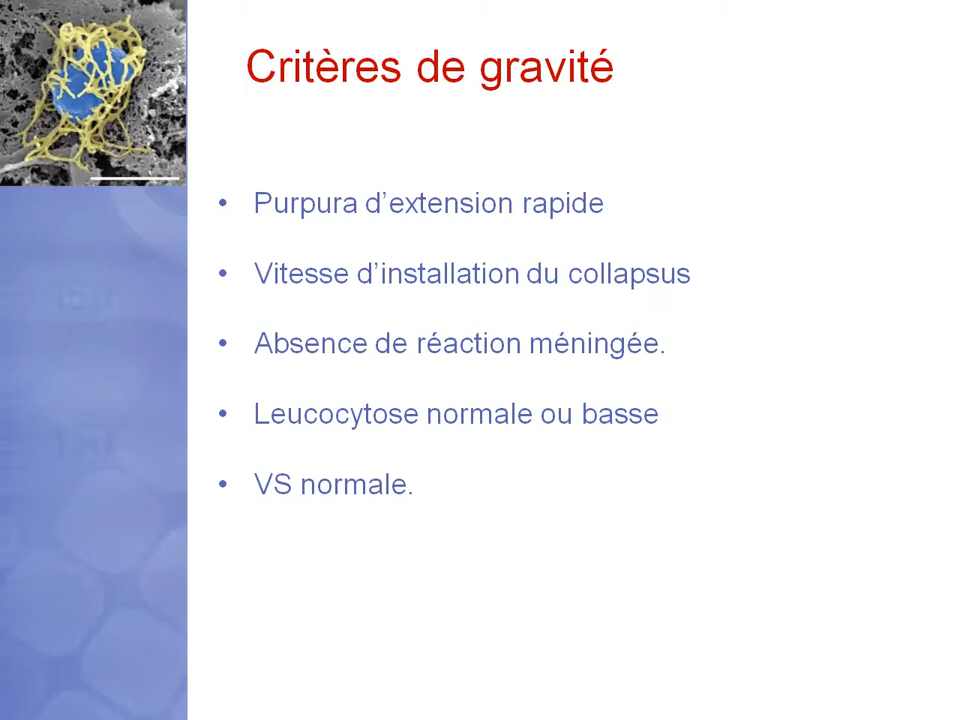 Critères de gravité
• Purpura d’extension rapide
• Vitesse d’installation du collapsus
• Absence de réaction méningée.
• Leucocytose normale ou basse
• VS normale.